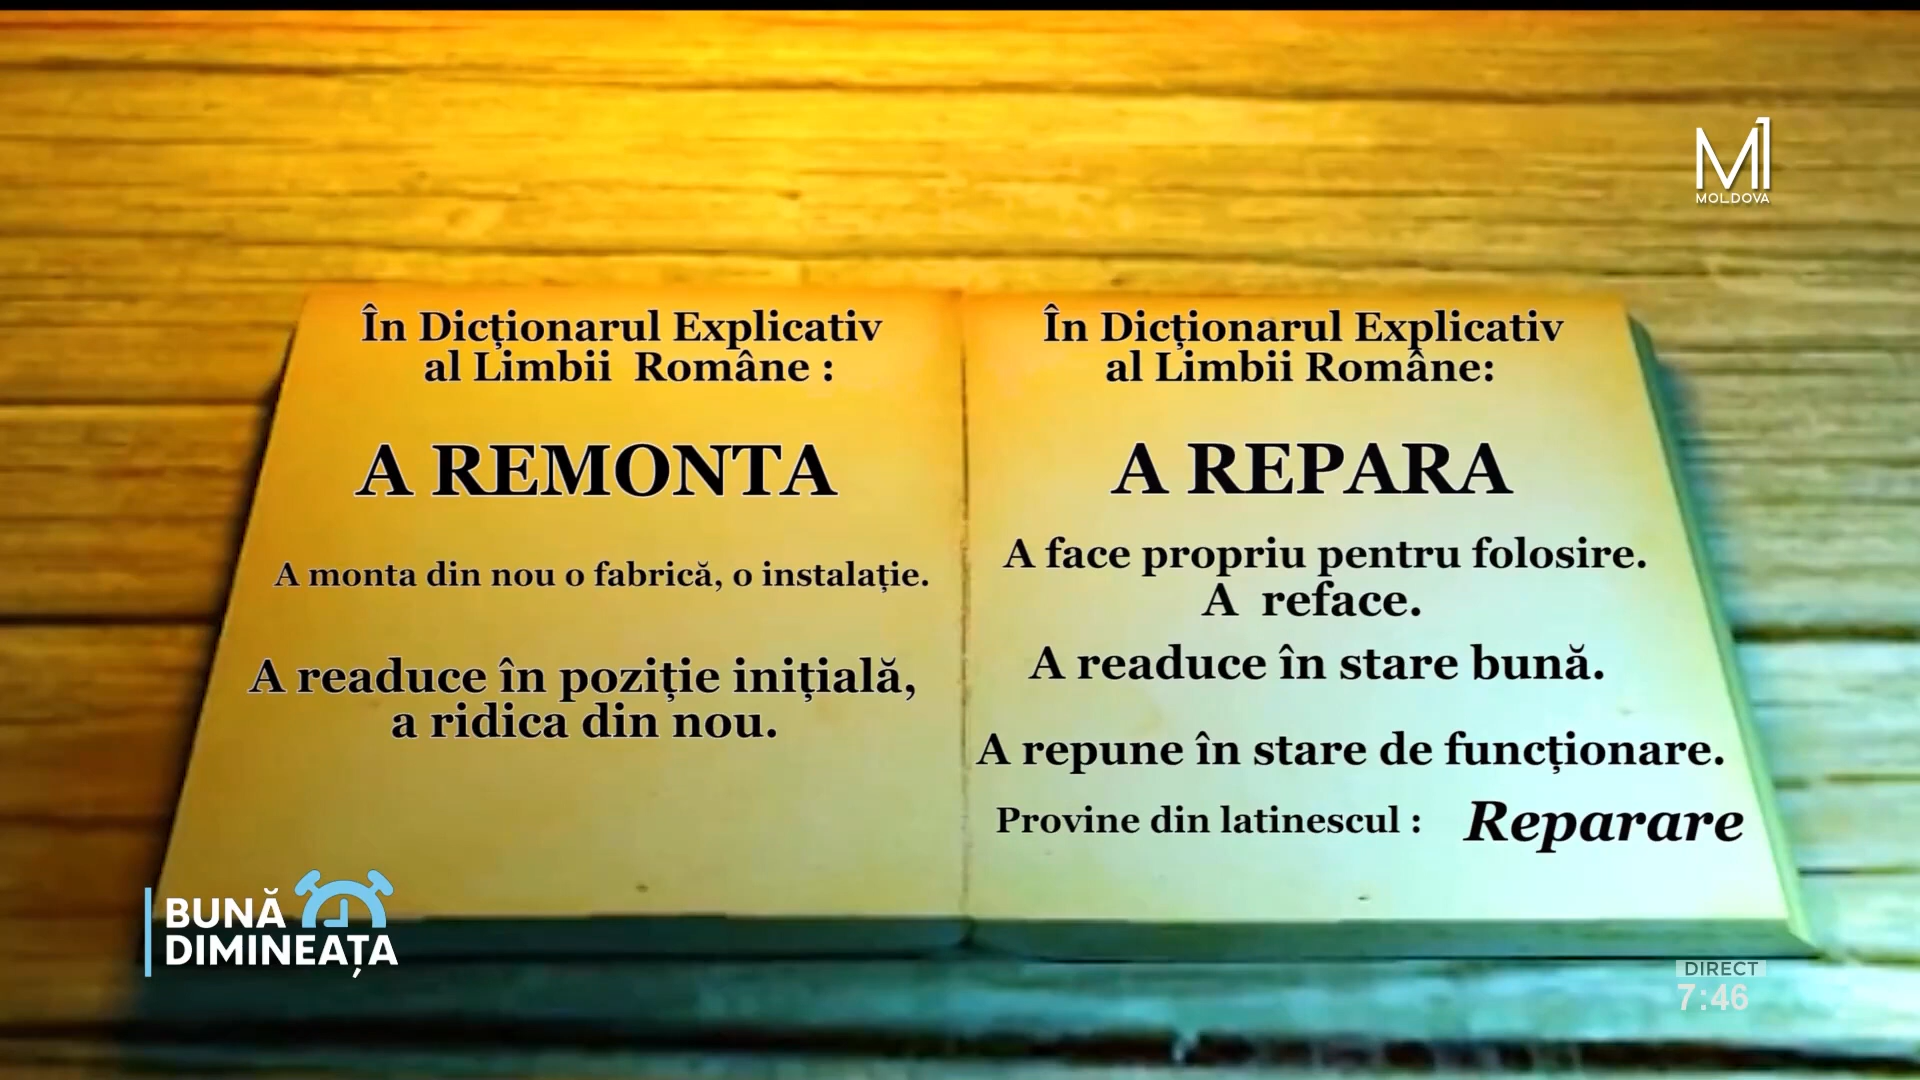 M1
MOLDOVA
În Dicționarul Explicativ
al Limbii Române :
A REMONTA
A monta din nou o fabrică, o instalație.
A readuce în poziție inițială,
a ridica din nou.
În Dicționarul Explicativ
al Limbii Române:
A REPARA
A face propriu pentru folosire.
A reface.
A readuce în stare bună.
A repune în stare de funcționare.
Provine din latinescul : Reparare
BUNĂ
DIMINEAȚA
DIRECT
7:46